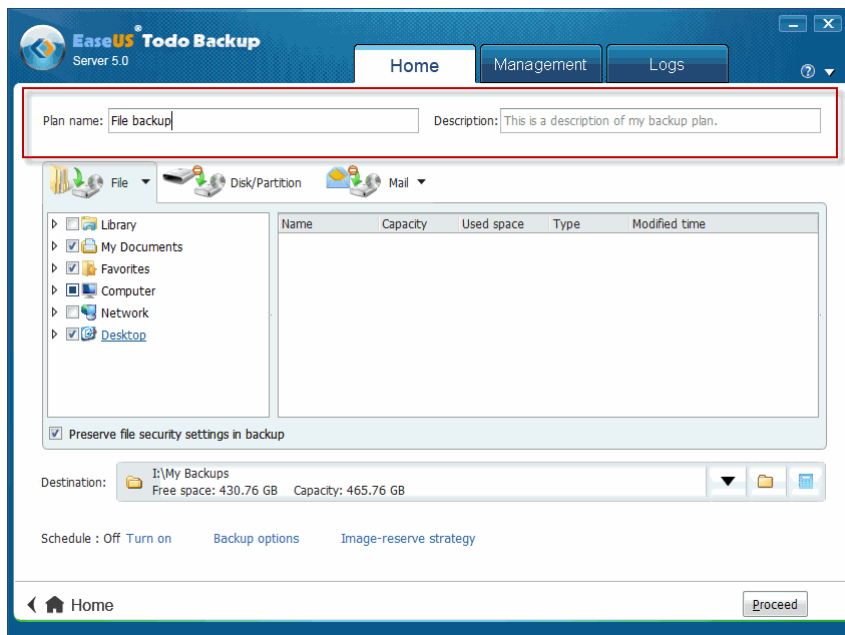 EaseUS® Todo Backup
Server 5.0
Home Management Logs
Plan name: File backup Description: This is a description of my backup plan.
File Disk/Partition Mail
Library
My Documents
Favorites
Computer
Network
Desktop
Name Capacity Used space Type Modified time
Preserve file security settings in backup
Destination: I:\My Backups
Free space: 430.76 GB Capacity: 465.76 GB
Schedule : Off Turn on Backup options Image-reserve strategy
Home Proceed